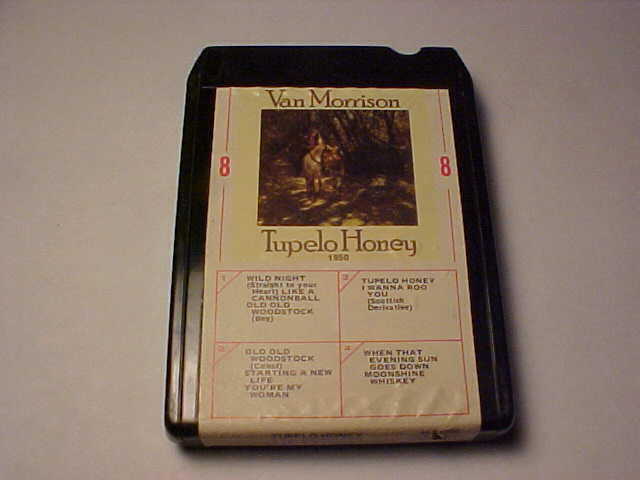 Van Morrison
8
8
Tupelo Honey
1950
1
WILD NIGHT
(Straight to your
Heart) LIKE A
CANNONBALL
OLD OLD
WOODSTOCK
(Beg)
2
OLD OLD
WOODSTOCK
(Concl)
STARTING A NEW
LIFE
YOU'RE MY
WOMAN
3
TUPELO HONEY
I WANNA ROO
YOU
(Scottish
Derivative)
4
WHEN THAT
EVENING SUN
GOES DOWN
MOONSHINE
WHISKEY
TUPELO HONEY